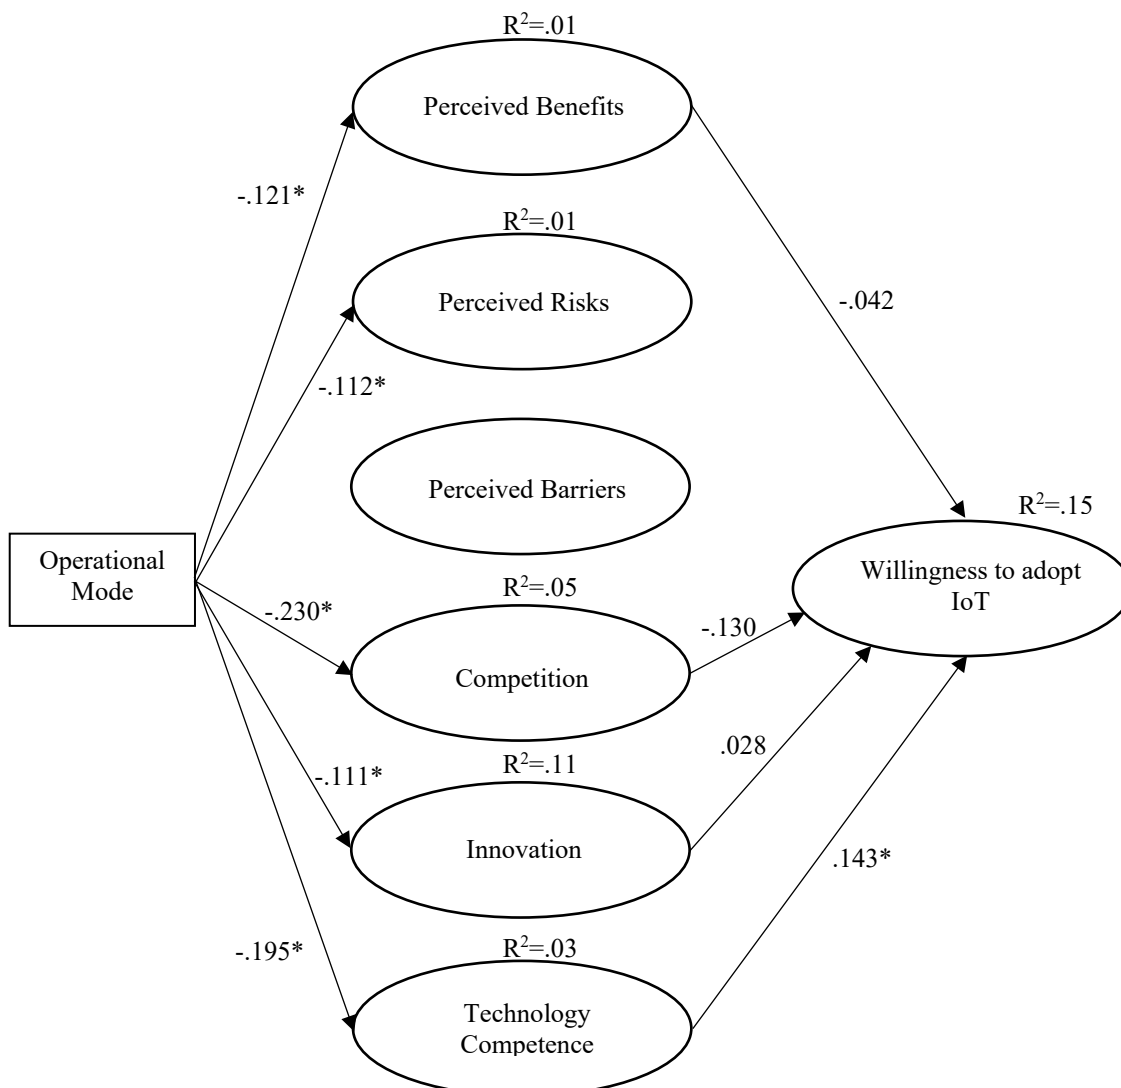 R²=.01
Perceived Benefits
-.121*
R²=.01
Perceived Risks
-.042
-.112*
Perceived Barriers
R²=.15
Operational
Mode
Willingness to adopt
IoT
R²=.05
-.230*
-.130
Competition
.028
R²=.11
-.111*
Innovation
.143*
-.195*
R²=.03
Technology
Competence